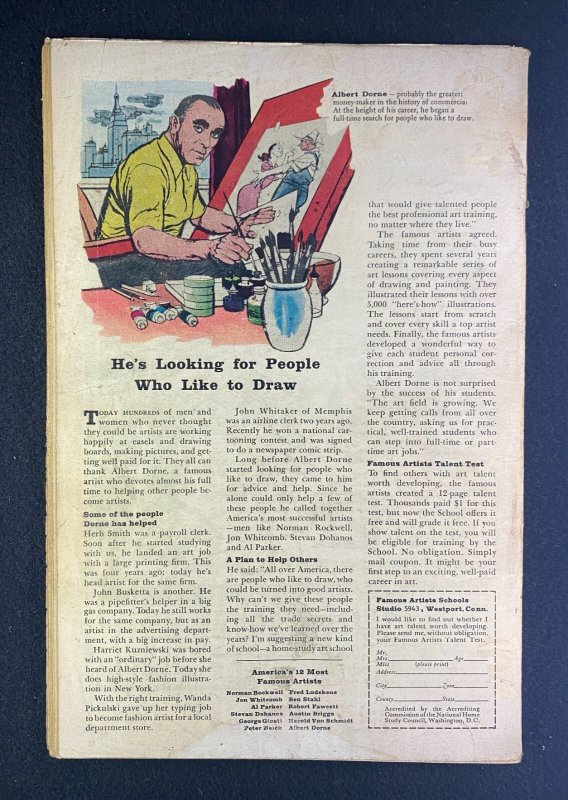 Albert Dorne — probably the greatest
money-maker in the history of commercial
At the height of his career, he began a
full-time search for people who like to draw.
He's Looking for People
Who Like to Draw
TODAY HUNDREDS of men and
women who never thought
they could be artists are working
happily at easels and drawing
boards, making pictures, and get-
ting well paid for it. They all can
thank Albert Dorne, a famous
artist who devotes almost his full
time to helping other people be-
come artists.
Some of the people
Dorne has helped
Herb Smith was a payroll clerk.
Soon after he started studying
with us, he landed an art job
with a large printing firm. This
was four years ago; today he's
head artist for the same firm.
John Busketta is another. He
was a pipefitter's helper in a big
gas company. Today he still works
for the same company, but as an
artist in the advertising depart-
ment, with a big increase in pay.
Harriet Kuzniewski was bored
with an "ordinary" job before she
heard of Albert Dorne. Today she
does high-style fashion illustra-
tion in New York.
With the right training, Wanda
Pickulski gave up her typing job
to become fashion artist for a local
department store.
John Whitaker of Memphis
was an airline clerk two years ago.
Recently he won a national car-
tooning contest and was signed
to do a newspaper comic strip.
Long before Albert Dorne
started looking for people who
like to draw, they came to him
for advice and help. Since he
alone could only help a few of
these people he called together
America's most successful artists
—men like Norman Rockwell,
Jon Whitcomb, Stevan Dohanos
and Al Parker.
A Plan to Help Others
He said: "All over America, there
are people who like to draw, who
could be turned into good artists.
Why can't we give these people
the training they need—includ-
ing all the trade secrets and
know-how we've learned over the
years? I'm suggesting a new kind
of school—a home-study art school
America's 12 Most
Famous Artists
Norman Rockwell Fred Ludekens
Jon Whitcomb Ben Stahl
Al Parker Robert Fawcett
Stevan Dohanos Austin Briggs
George Giusti Harold Von Schmidt
Peter Helck Albert Dorne
that would give talented people
the best professional art training,
no matter where they live."
The famous artists agreed.
Taking time from their busy
careers, they spent several years
creating a remarkable series of
art lessons covering every aspect
of drawing and painting. They
illustrated their lessons with over
5,000 "here's-how" illustrations.
The lessons start from scratch
and cover every skill a top artist
needs. Finally, the famous artists
developed a wonderful way to
give each student personal cor-
rection and advice all through
his training.
Albert Dorne is not surprised
by the success of his students.
"The art field is growing. We
keep getting calls from all over
the country, asking us for prac-
tical, well-trained students who
can step into full-time or part-
time art jobs."
Famous Artists Talent Test
To find others with art talent
worth developing, the famous
artists created a 12-page talent
test. Thousands paid $1 for this
test, but now the School offers it
free and will grade it free. If you
show talent on the test, you will
be eligible for training by the
School. No obligation. Simply
mail coupon. It might be your
first step to an exciting, well-paid
career in art.
Famous Artists Schools
Studio 5943, Westport, Conn.
I would like to find out whether I
have art talent worth developing.
Please send me, without obligation,
your Famous Artists Talent Test.
Mr.
Mrs. Age
Miss (please print)
Address
City Zone
County State
Accredited by the Accrediting
Commission of the National Home
Study Council, Washington, D.C.